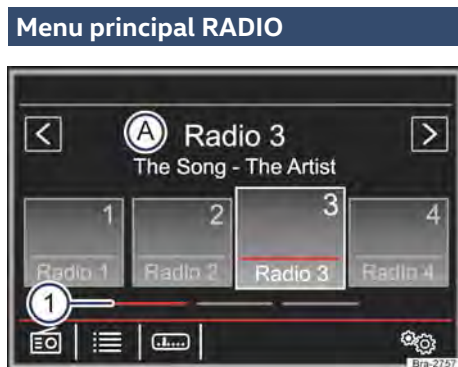 Menu principal RADIO
A Radio 3
The Song - The Artist
1 2 3 4
Radio 1 Radio 2 Radio 3 Radio 4
1
Bra-2757